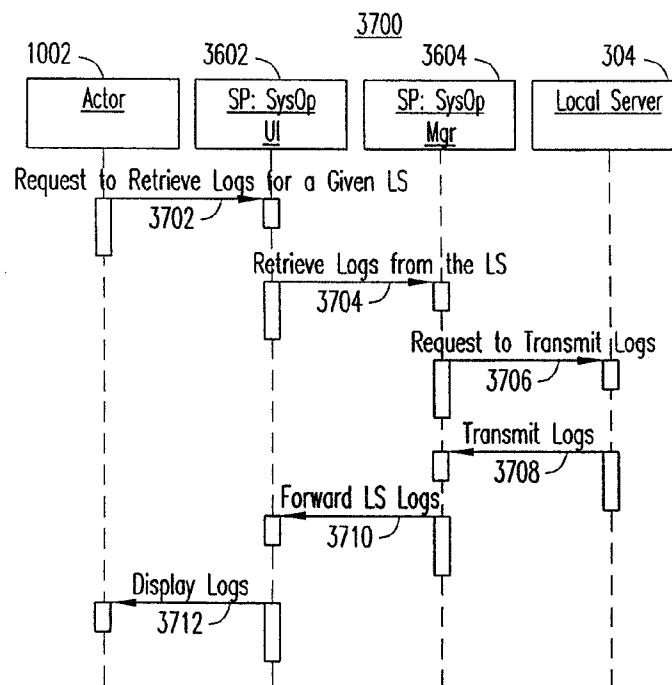 3700
1002
3602
3604
304
Actor
SP: SysOp
UI
SP: SysOp
Mgr
Local Server
Request to Retrieve Logs for a Given LS
3702
Retrieve Logs from the LS
3704
Request to Transmit Logs
3706
Transmit Logs
3708
Forward LS Logs
3710
Display Logs
3712